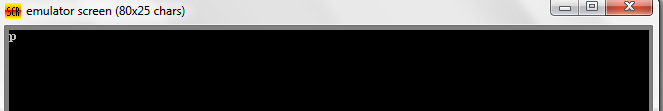 emulator screen (80x25 chars)
p